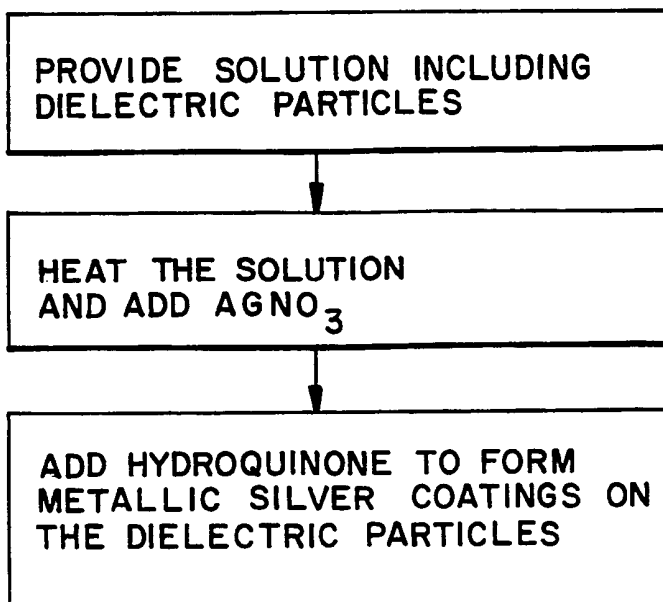 PROVIDE SOLUTION INCLUDING
DIELECTRIC PARTICLES
HEAT THE SOLUTION
AND ADD AGNO3
ADD HYDROQUINONE TO FORM
METALLIC SILVER COATINGS ON
THE DIELECTRIC PARTICLES